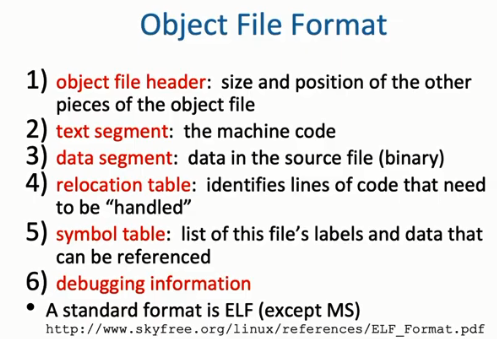 Object File Format
1) object file header: size and position of the other
pieces of the object file
2) text segment: the machine code
3) data segment: data in the source file (binary)
4) relocation table: identifies lines of code that need
to be “handled”
5) symbol table: list of this file’s labels and data that
can be referenced
6) debugging information
• A standard format is ELF (except MS)
http://www.skyfree.org/linux/references/ELF_Format.pdf